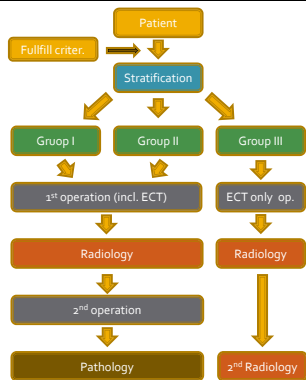 Patient
Fullfill criter.
Stratification
Gruop I
Group II
Group III
1st operation (incl. ECT)
ECT only op.
Radiology
Radiology
2nd operation
Pathology
2nd Radiology